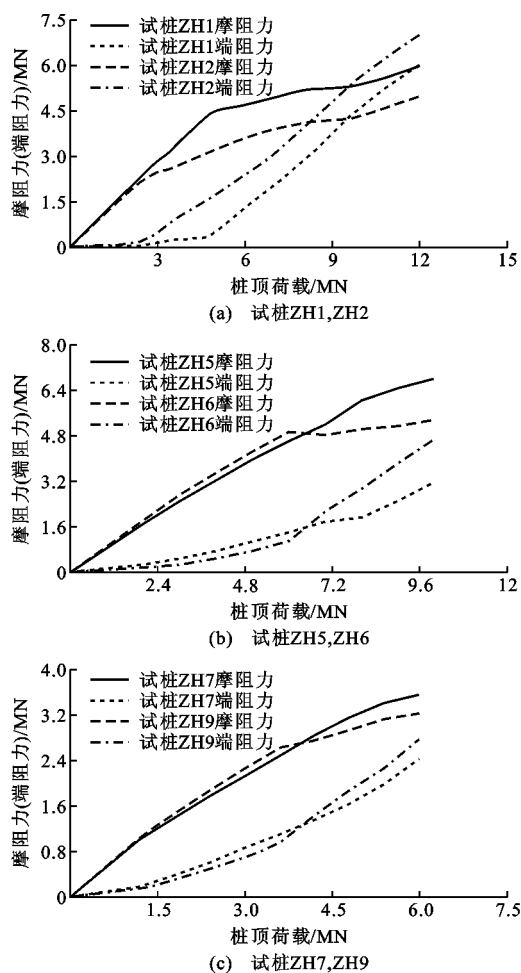 7.5
6.0
4.5
3.0
1.5
0
摩阻力(端阻力)/MN
试桩ZH1摩阻力
试桩ZH1端阻力
试桩ZH2摩阻力
试桩ZH2端阻力
3 6 9 12 15
桩顶荷载/MN
(a) 试桩ZH1,ZH2
8.0
6.4
4.8
3.2
1.6
0
摩阻力(端阻力)/MN
试桩ZH5摩阻力
试桩ZH5端阻力
试桩ZH6摩阻力
试桩ZH6端阻力
2.4 4.8 7.2 9.6 12
桩顶荷载/MN
(b) 试桩ZH5,ZH6
4.0
3.2
2.4
1.6
0.8
0
摩阻力(端阻力)/MN
试桩ZH7摩阻力
试桩ZH7端阻力
试桩ZH9摩阻力
试桩ZH9端阻力
1.5 3.0 4.5 6.0 7.5
桩顶荷载/MN
(c) 试桩ZH7,ZH9